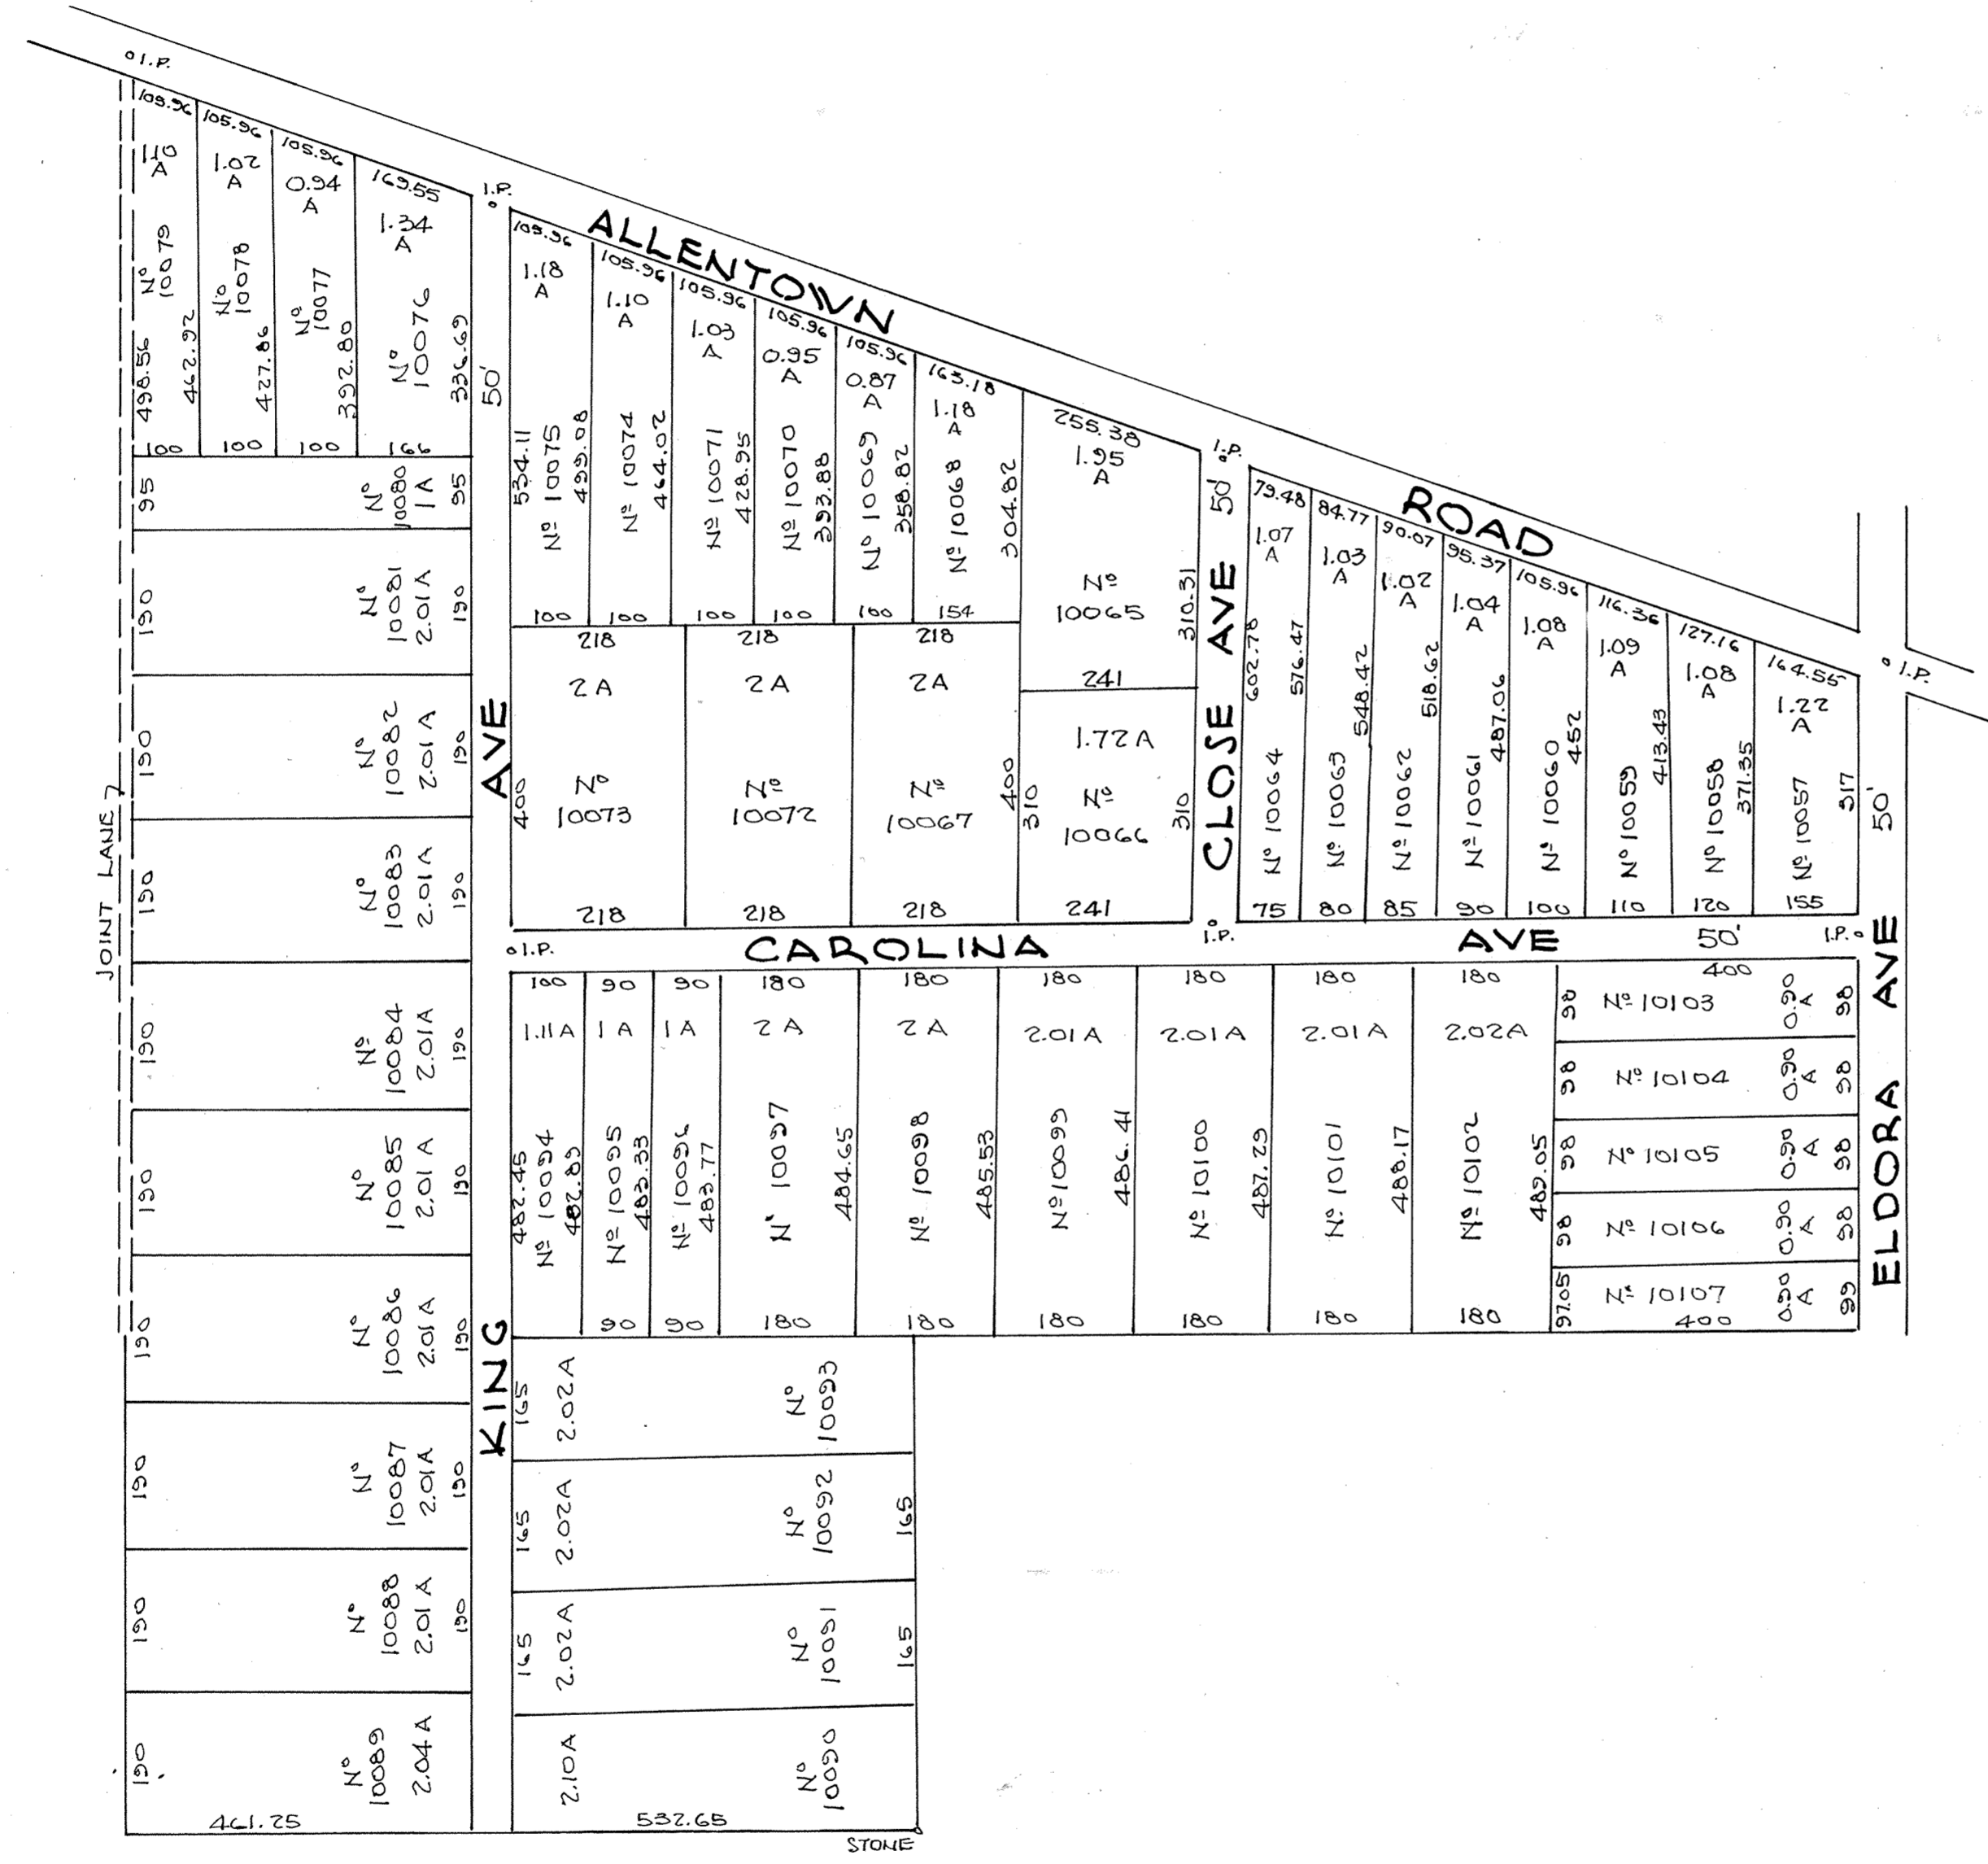 I.P.
105.96
105.96
105.96
169.55
I.P.
1.10
A
1.02
A
0.94
A
1.34
A
Nº
10079
Nº
10078
Nº
10077
Nº
10076
498.56
462.92
427.86
392.80
336.69
50'
100
100
100
166
ALLENTOWN
ROAD
105.96
105.96
105.96
105.96
105.96
163.18
255.38
I.P.
1.18
A
1.10
A
1.03
A
0.95
A
0.87
A
1.18
A
1.95
A
534.11
Nº 10075
499.08
Nº 10074
464.02
Nº 10071
428.95
Nº 10070
393.88
Nº 10069
358.82
Nº 10068
304.82
Nº
10065
310.31
100
100
100
100
100
154
241
218
218
218
2 A
2 A
2 A
1.72 A
400
Nº
10073
Nº
10072
Nº
10067
400
310
Nº
10066
310
218
218
218
241
CLOSE AVE 50'
79.48
84.77
90.07
95.37
105.96
116.36
127.16
164.55
I.P.
1.07
A
1.03
A
1.02
A
1.04
A
1.08
A
1.09
A
1.08
A
1.22
A
602.78
576.47
548.42
518.62
487.06
452
413.43
371.35
317
Nº 10064
Nº 10063
Nº 10062
Nº 10061
Nº 10060
Nº 10059
Nº 10058
Nº 10057
50'
75
80
85
90
100
110
120
155
I.P.
CAROLINA
I.P.
AVE
50'
I.P.
ELDORA AVE
KING AVE
JOINT LANE
95
Nº
10080
1 A
95
190
Nº
10081
2.01 A
190
190
Nº
10082
2.01 A
190
190
Nº
10083
2.01 A
190
190
Nº
10084
2.01 A
190
190
Nº
10085
2.01 A
190
190
Nº
10086
2.01 A
190
190
Nº
10087
2.01 A
190
190
Nº
10088
2.01 A
190
190
Nº
10089
2.04 A
461.25
100
90
90
180
180
180
180
180
180
400
1.11 A
1 A
1 A
2 A
2 A
2.01 A
2.01 A
2.01 A
2.02 A
482.45
Nº 10094
482.89
Nº 10095
483.33
Nº 10096
483.77
Nº 10097
484.65
Nº 10098
485.53
Nº 10099
486.41
Nº 10100
487.29
Nº 10101
488.17
Nº 10102
489.05
90
90
180
180
180
180
180
180
98
Nº 10103
0.90
A
98
98
Nº 10104
0.90
A
98
98
Nº 10105
0.90
A
98
98
Nº 10106
0.90
A
98
97.05
Nº 10107
0.90
A
99
400
165
2.02 A
Nº
10093
165
2.02 A
Nº
10092
165
165
2.02 A
Nº
10091
165
2.10 A
Nº
10090
532.65
STONE